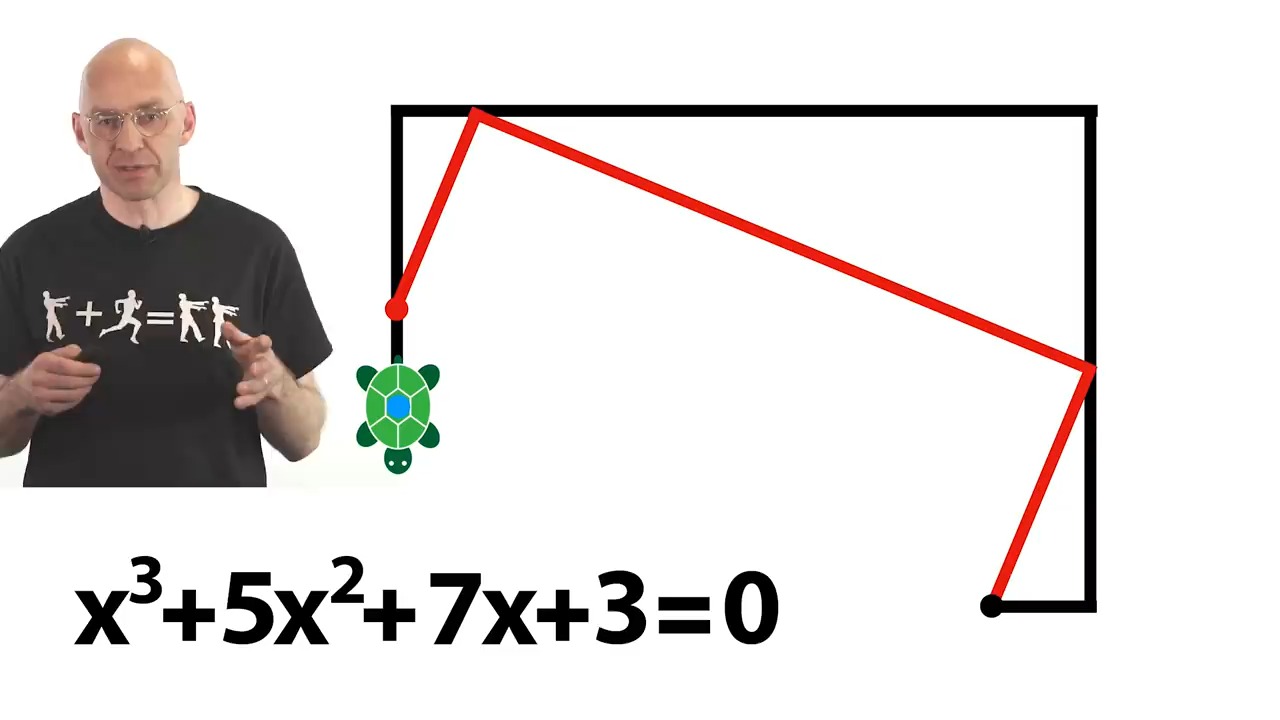 + =
x³+5x²+7x+3=0